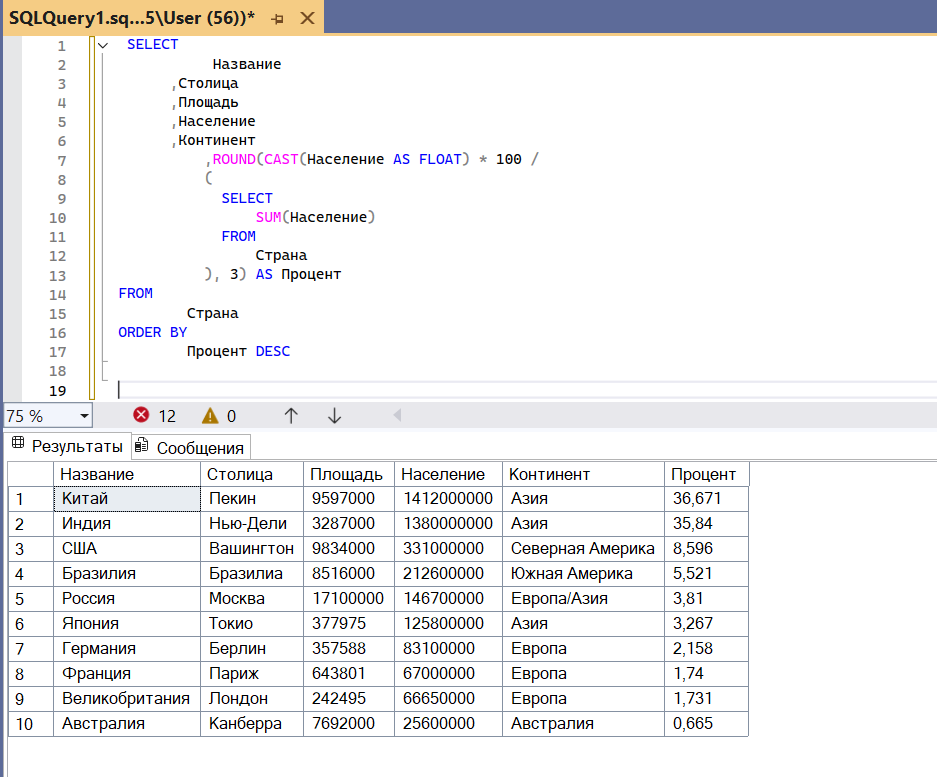 SQLQuery1.sq...5\User (56))*
1 SELECT
2 Название
3 ,Столица
4 ,Площадь
5 ,Население
6 ,Континент
7 ,ROUND(CAST(Население AS FLOAT) * 100 /
8 (
9 SELECT
10 SUM(Население)
11 FROM
12 Страна
13 ), 3) AS Процент
14 FROM
15 Страна
16 ORDER BY
17 Процент DESC
18
19
75 % 12 0
Результаты Сообщения
Название Столица Площадь Население Континент Процент
1 Китай Пекин 9597000 1412000000 Азия 36,671
2 Индия Нью-Дели 3287000 1380000000 Азия 35,84
3 США Вашингтон 9834000 331000000 Северная Америка 8,596
4 Бразилия Бразилиа 8516000 212600000 Южная Америка 5,521
5 Россия Москва 17100000 146700000 Европа/Азия 3,81
6 Япония Токио 377975 125800000 Азия 3,267
7 Германия Берлин 357588 83100000 Европа 2,158
8 Франция Париж 643801 67000000 Европа 1,74
9 Великобритания Лондон 242495 66650000 Европа 1,731
10 Австралия Канберра 7692000 25600000 Австралия 0,665